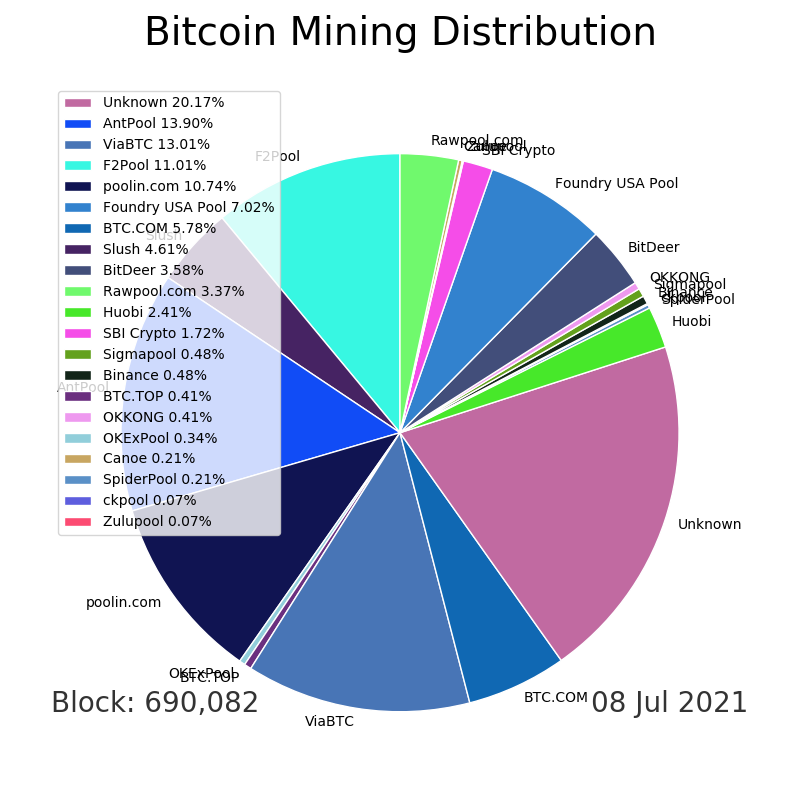 Bitcoin Mining Distribution
Unknown 20.17%
AntPool 13.90%
ViaBTC 13.01%
F2Pool 11.01%
poolin.com 10.74%
Foundry USA Pool 7.02%
BTC.COM 5.78%
Slush 4.61%
BitDeer 3.58%
Rawpool.com 3.37%
Huobi 2.41%
SBI Crypto 1.72%
Sigmapool 0.48%
Binance 0.48%
BTC.TOP 0.41%
OKKONG 0.41%
OKExPool 0.34%
Canoe 0.21%
SpiderPool 0.21%
ckpool 0.07%
Zulupool 0.07%
Rawpool.com
Canoe
Zulupool
SBI Crypto
Foundry USA Pool
BitDeer
OKKONG
Sigmapool
Binance
ckpool
SpiderPool
Huobi
Unknown
BTC.COM
ViaBTC
BTC.TOP
OKExPool
poolin.com
AntPool
Slush
F2Pool
Block: 690,082
08 Jul 2021